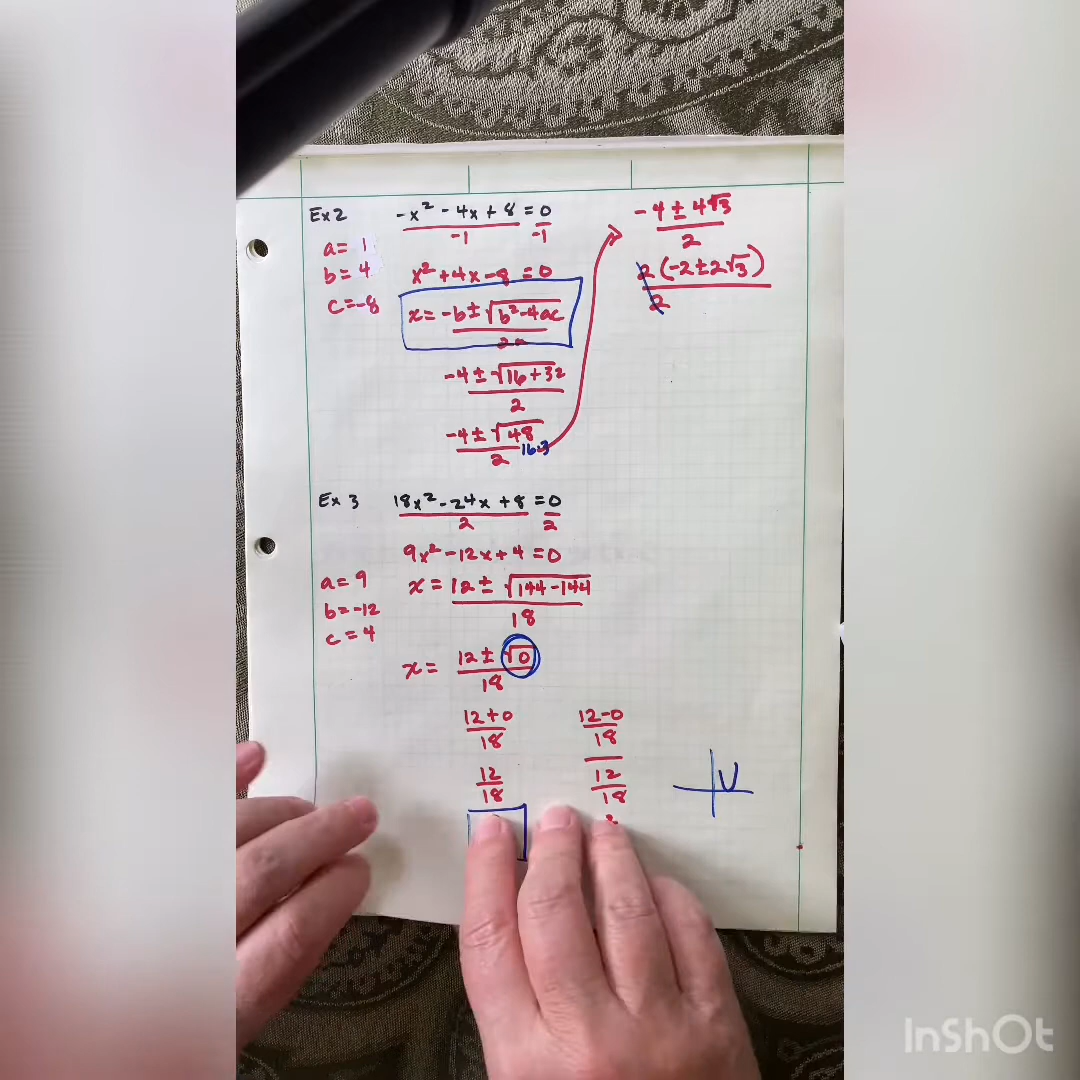 Ex 2
-x² - 4x + 8 = 0
-1 -1
a = 1
b = 4
c = -8
x² + 4x - 8 = 0
x = -b ± √b² - 4ac
2a
-4 ± √16 + 32
2
-4 ± √48
2
16·3
-4 ± 4√3
2
2(-2 ± 2√3)
2
Ex 3
18x² - 24x + 8 = 0
2 2
9x² - 12x + 4 = 0
a = 9
b = -12
c = 4
x = 12 ± √144 - 144
18
x = 12 ± √0
18
12 + 0
18
12
18
12 - 0
18
12
18
InShOt